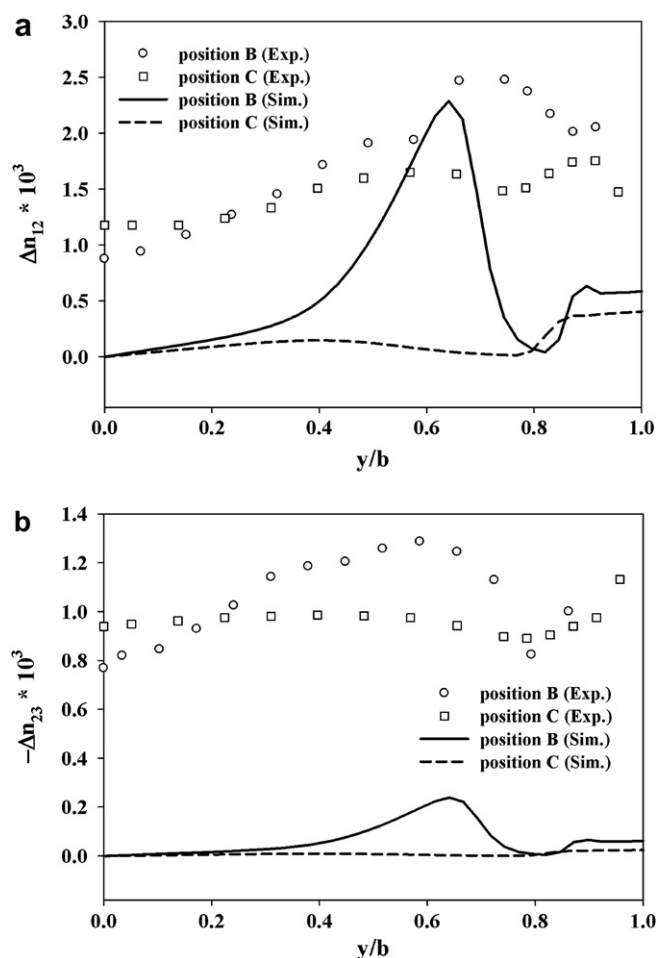 a
position B (Exp.)
position C (Exp.)
position B (Sim.)
position C (Sim.)
3.0
2.5
2.0
1.5
1.0
0.5
0.0
Δn12 * 10^3
0.0 0.2 0.4 0.6 0.8 1.0
y/b
b
1.4
1.2
1.0
0.8
0.6
0.4
0.2
0.0
−Δn23 * 10^3
position B (Exp.)
position C (Exp.)
position B (Sim.)
position C (Sim.)
0.0 0.2 0.4 0.6 0.8 1.0
y/b